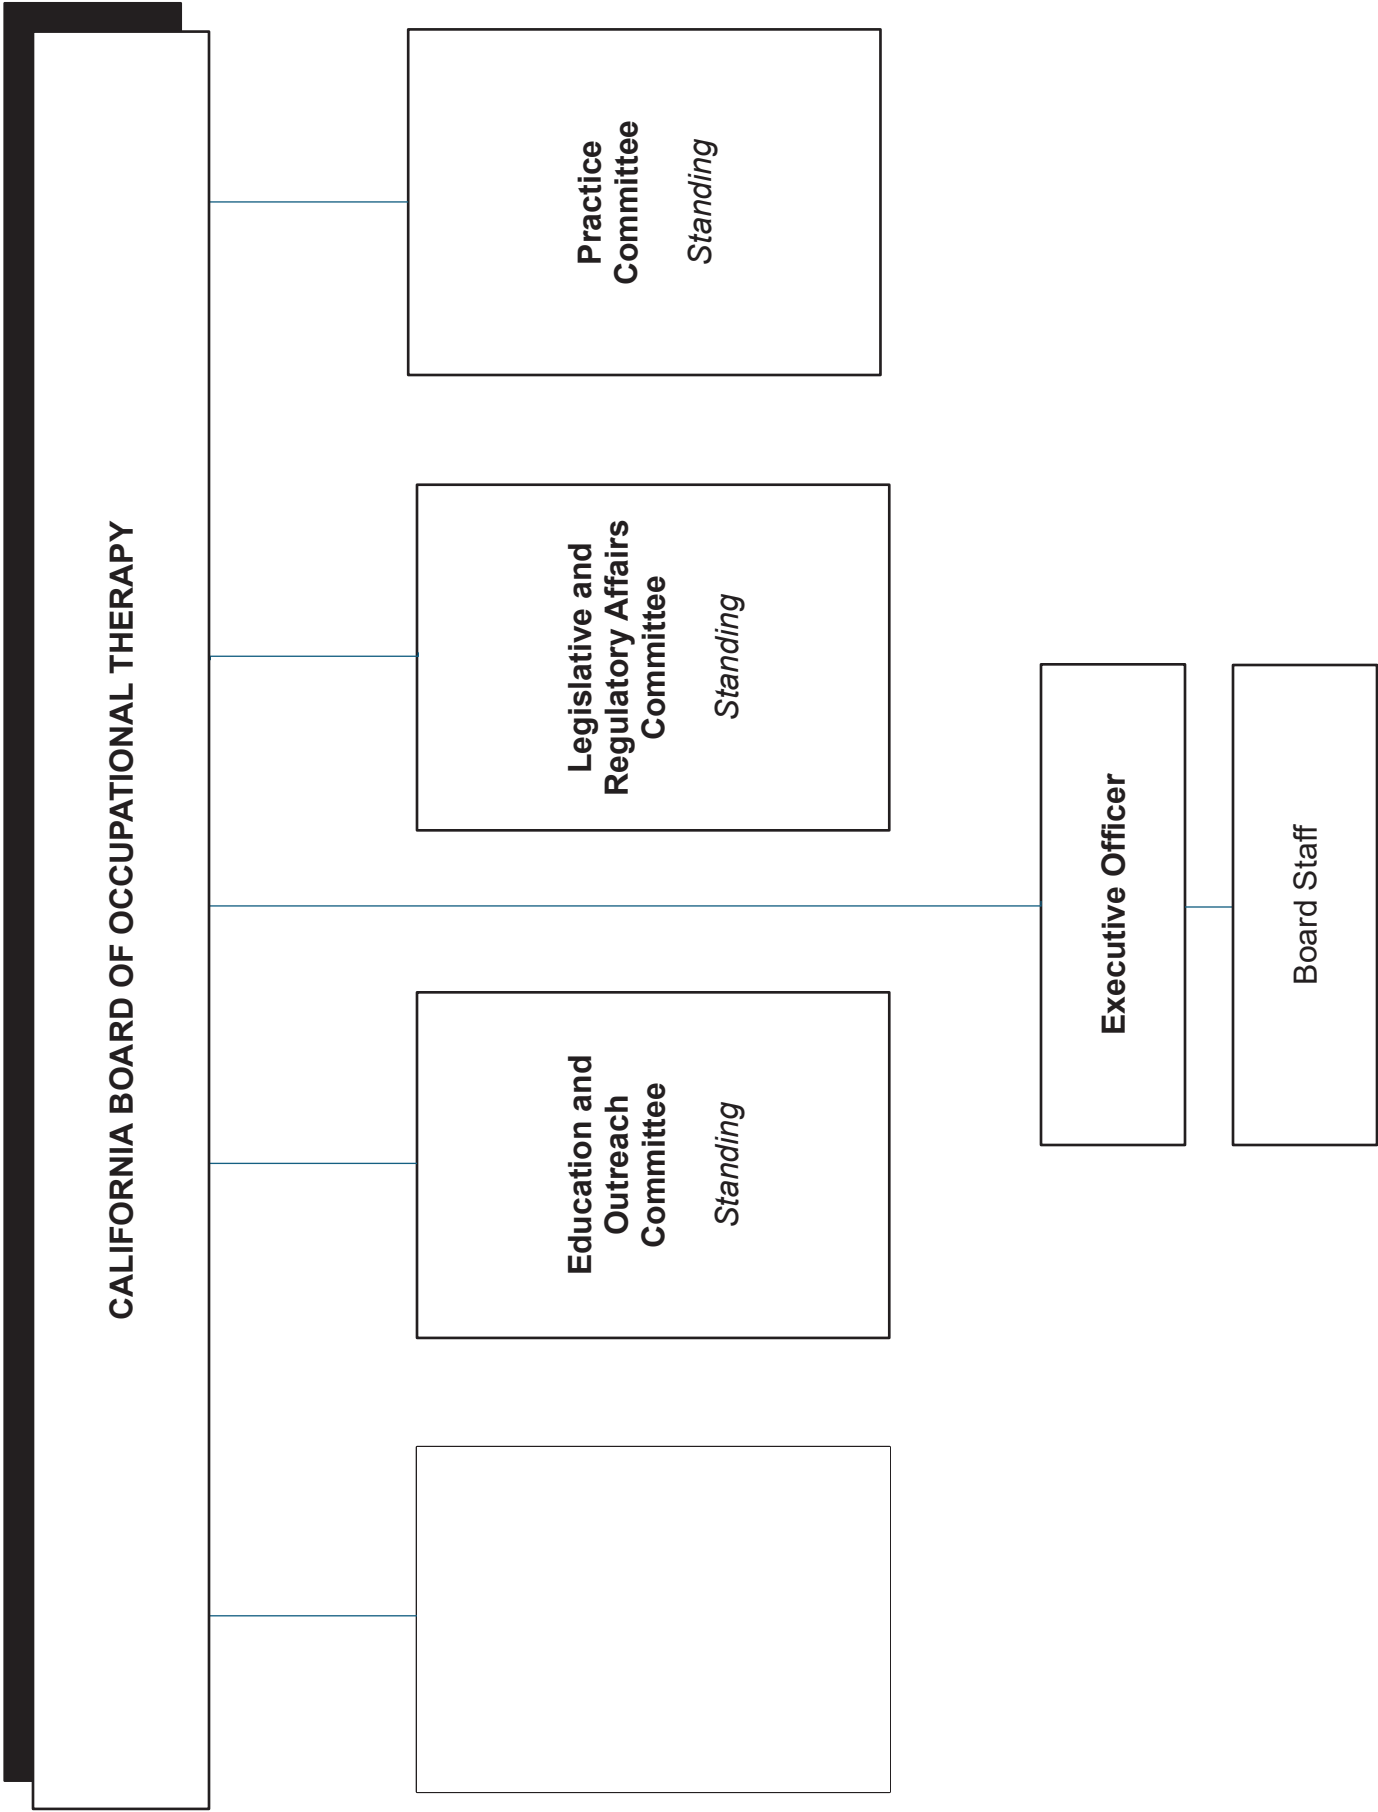 CALIFORNIA BOARD OF OCCUPATIONAL THERAPY
Education and
Outreach
Committee
Standing
Legislative and
Regulatory Affairs
Committee
Standing
Practice
Committee
Standing
Executive Officer
Board Staff